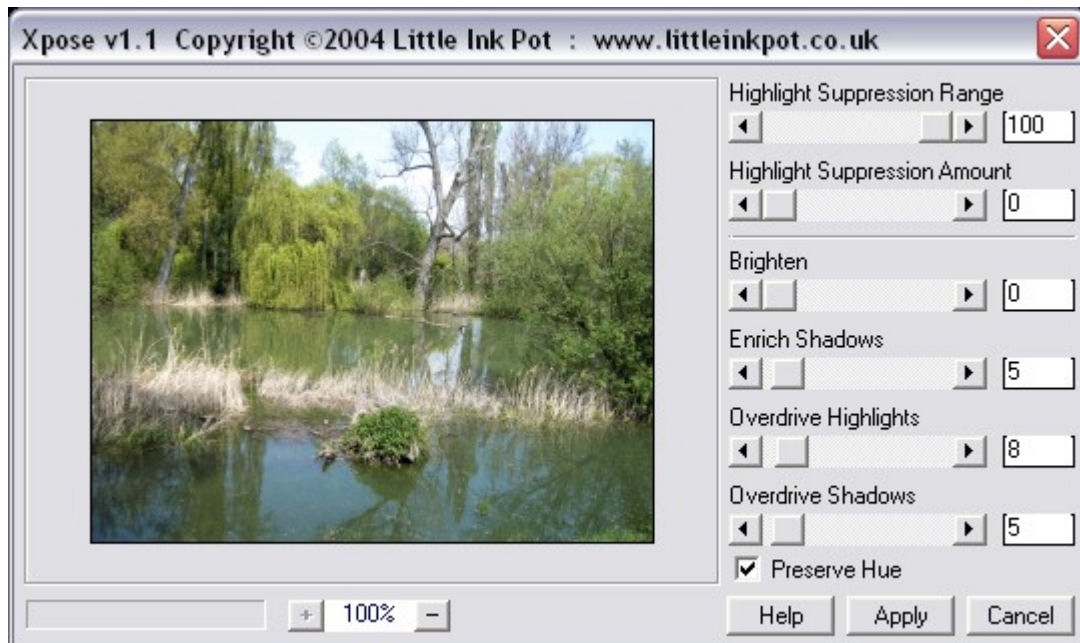 Xpose v1.1 Copyright ©2004 Little Ink Pot : www.littleinkpot.co.uk
Highlight Suppression Range
100
Highlight Suppression Amount
0
Brighten
0
Enrich Shadows
5
Overdrive Highlights
8
Overdrive Shadows
5
Preserve Hue
+ 100% −
Help Apply Cancel